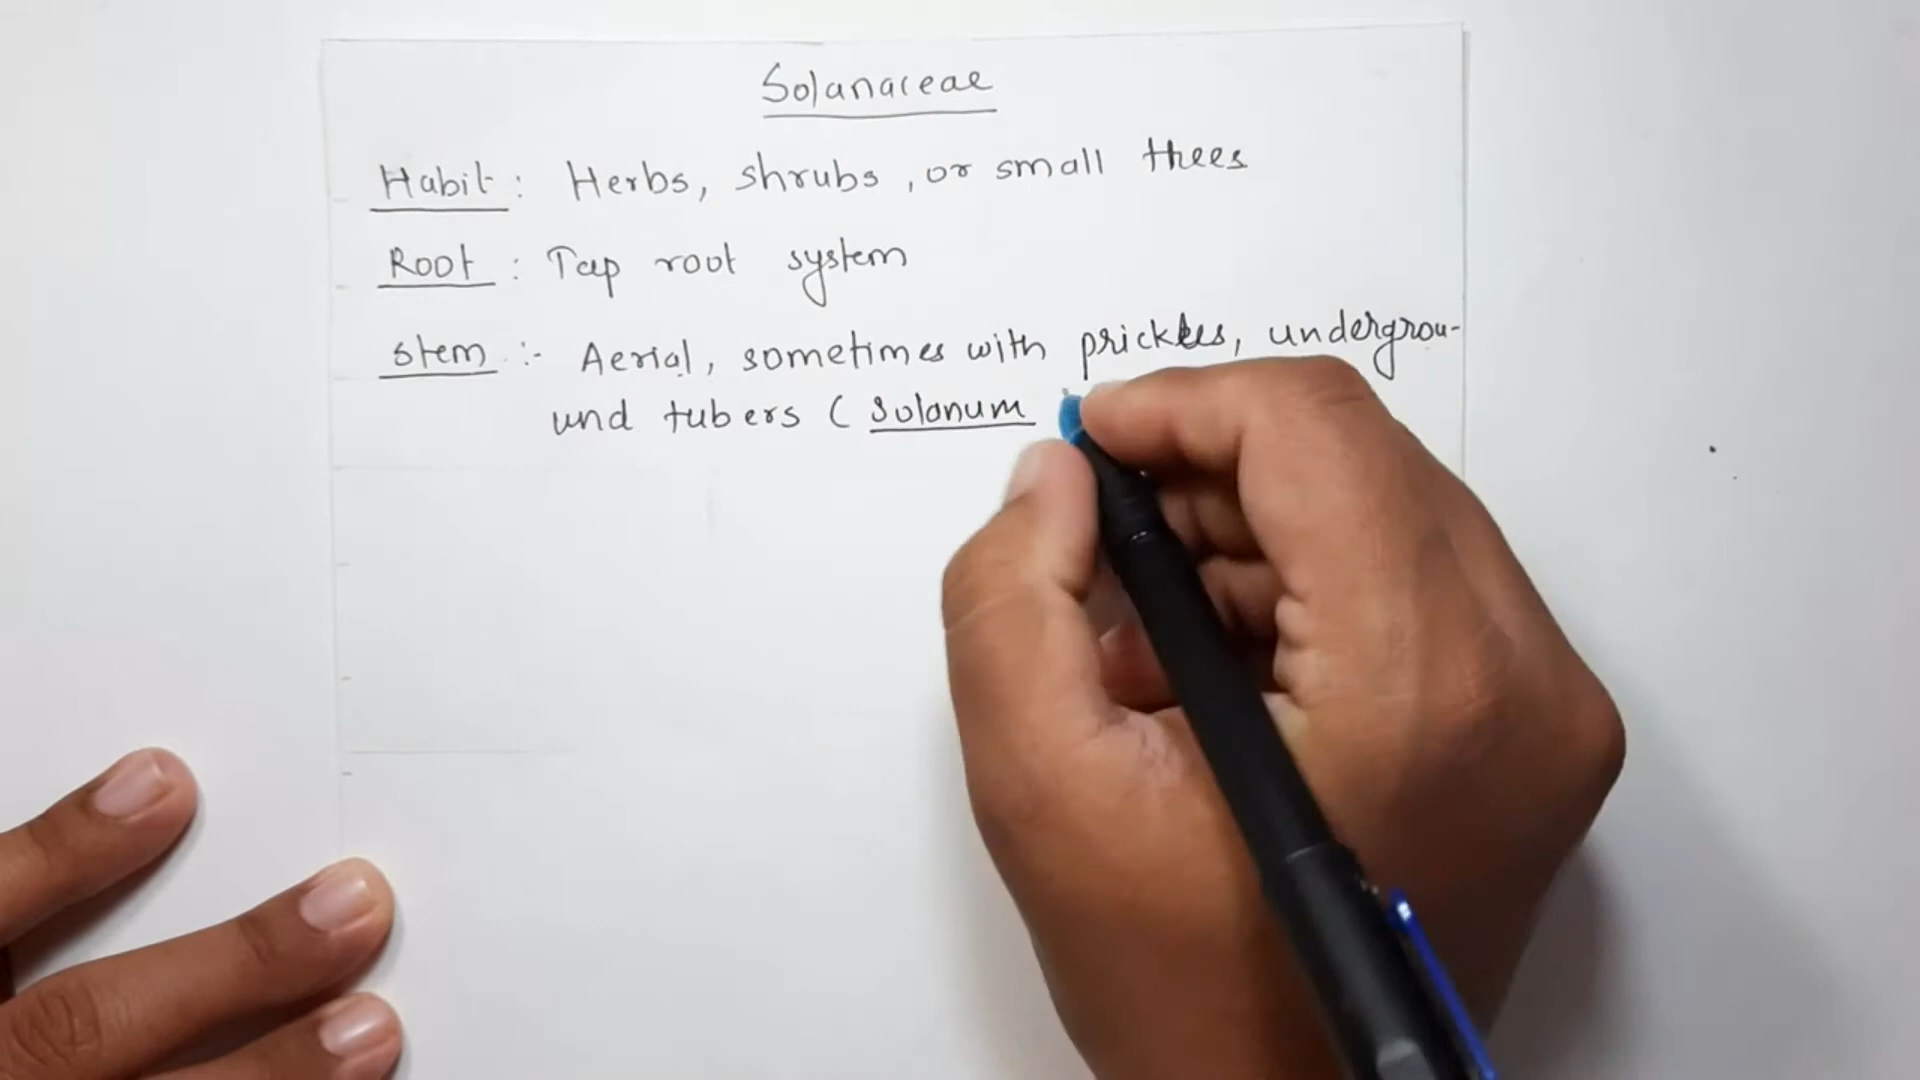 Solanaceae
Habit : Herbs, shrubs , or small trees
Root : Tap root system
Stem :- Aerial, sometimes with prickles, undergrou-
und tubers ( Solanum